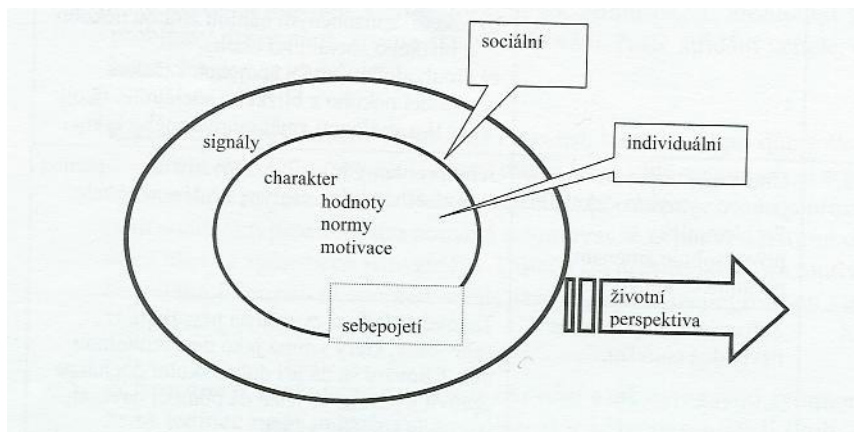 sociální
individuální
signály
charakter
hodnoty
normy
motivace
sebepojetí
životní
perspektiva